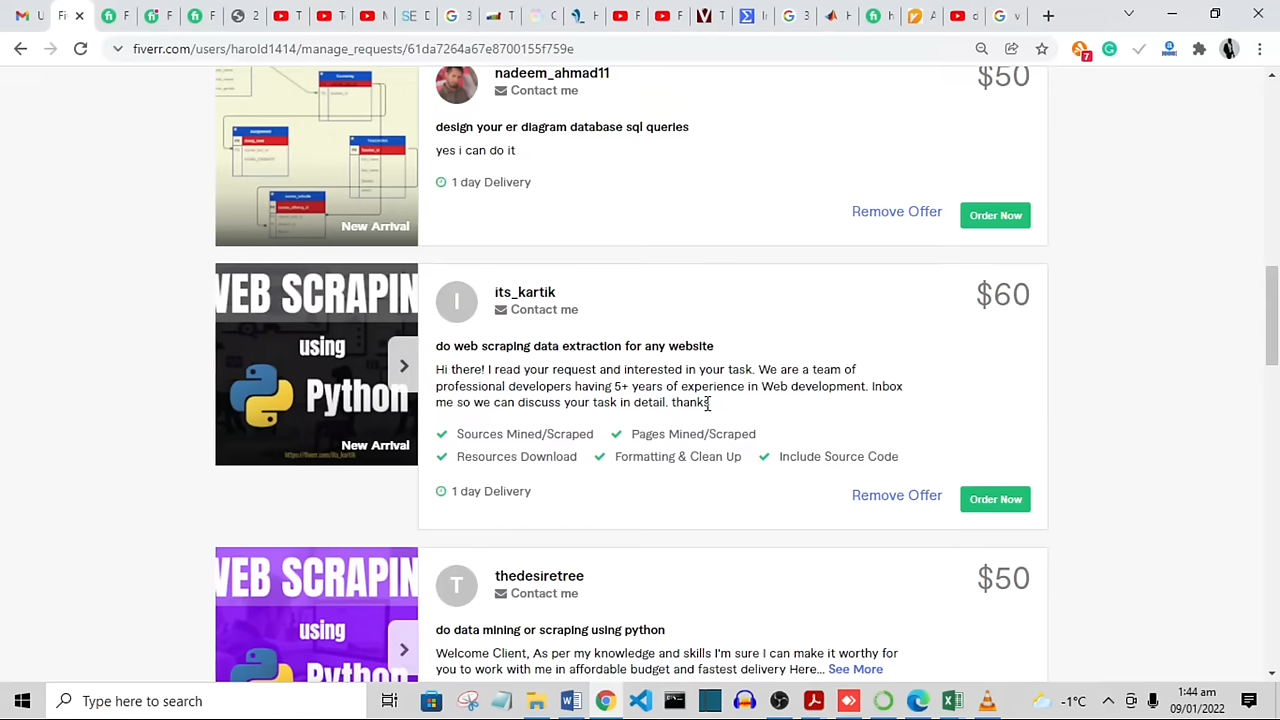 Fi
fiverr.com/users/harold1414/manage_requests/61da7264a67e8700155f759e
7
nadeem_ahmad11
Contact me
$50
design your er diagram database sql queries
yes i can do it
1 day Delivery
New Arrival
Remove Offer
Order Now
WEB SCRAPIN
using
Python
New Arrival
https://fiverr.com/its_kartik
I
its_kartik
Contact me
$60
do web scraping data extraction for any website
Hi there! I read your request and interested in your task. We are a team of
professional developers having 5+ years of experience in Web development. Inbox
me so we can discuss your task in detail. thanks
Sources Mined/Scraped
Pages Mined/Scraped
Resources Download
Formatting & Clean Up
Include Source Code
1 day Delivery
Remove Offer
Order Now
WEB SCRAPIN
using
Python
T
thedesiretree
Contact me
$50
do data mining or scraping using python
Welcome Client, As per my knowledge and skills I'm sure I can make it worthy for
you to work with me in affordable budget and fastest delivery Here... See More
Type here to search
-1°C
1:44 am
09/01/2022